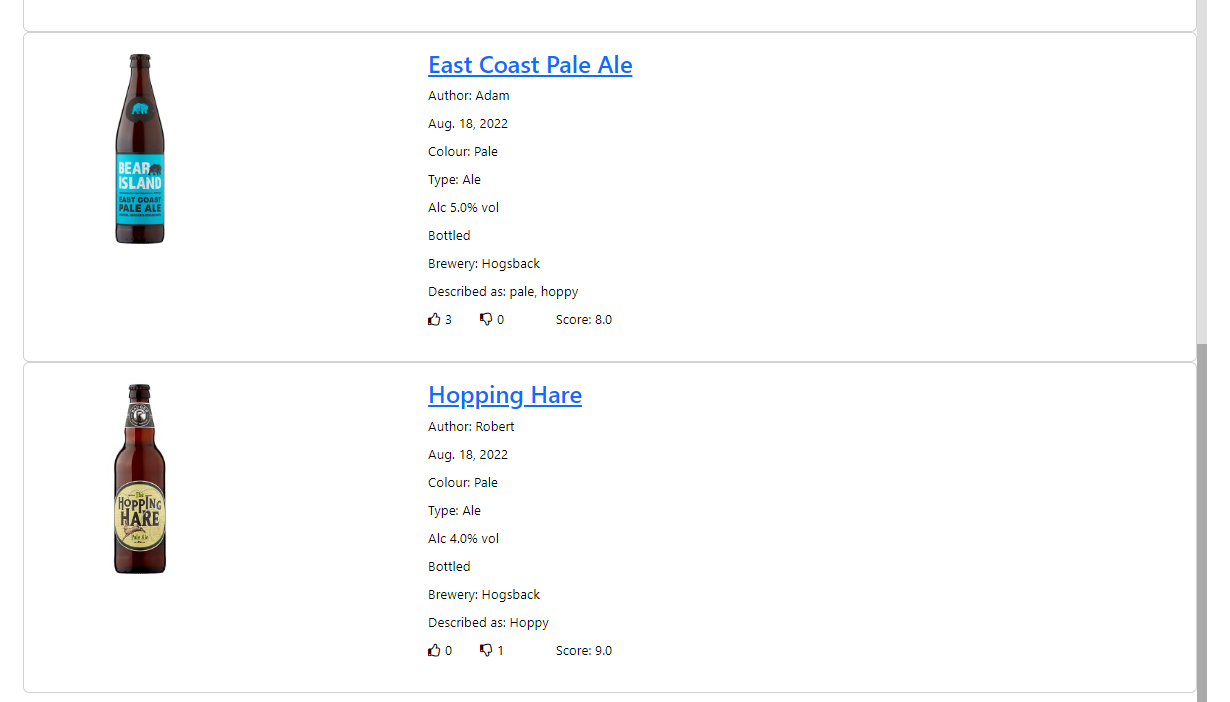 East Coast Pale Ale
Author: Adam
Aug. 18, 2022
Colour: Pale
Type: Ale
Alc 5.0% vol
Bottled
Brewery: Hogsback
Described as: pale, hoppy
3 0 Score: 8.0
BEAR
ISLAND
EAST COAST
PALE ALE
Hopping Hare
Author: Robert
Aug. 18, 2022
Colour: Pale
Type: Ale
Alc 4.0% vol
Bottled
Brewery: Hogsback
Described as: Hoppy
0 1 Score: 9.0
The
HOPPING
HARE
Pale Ale